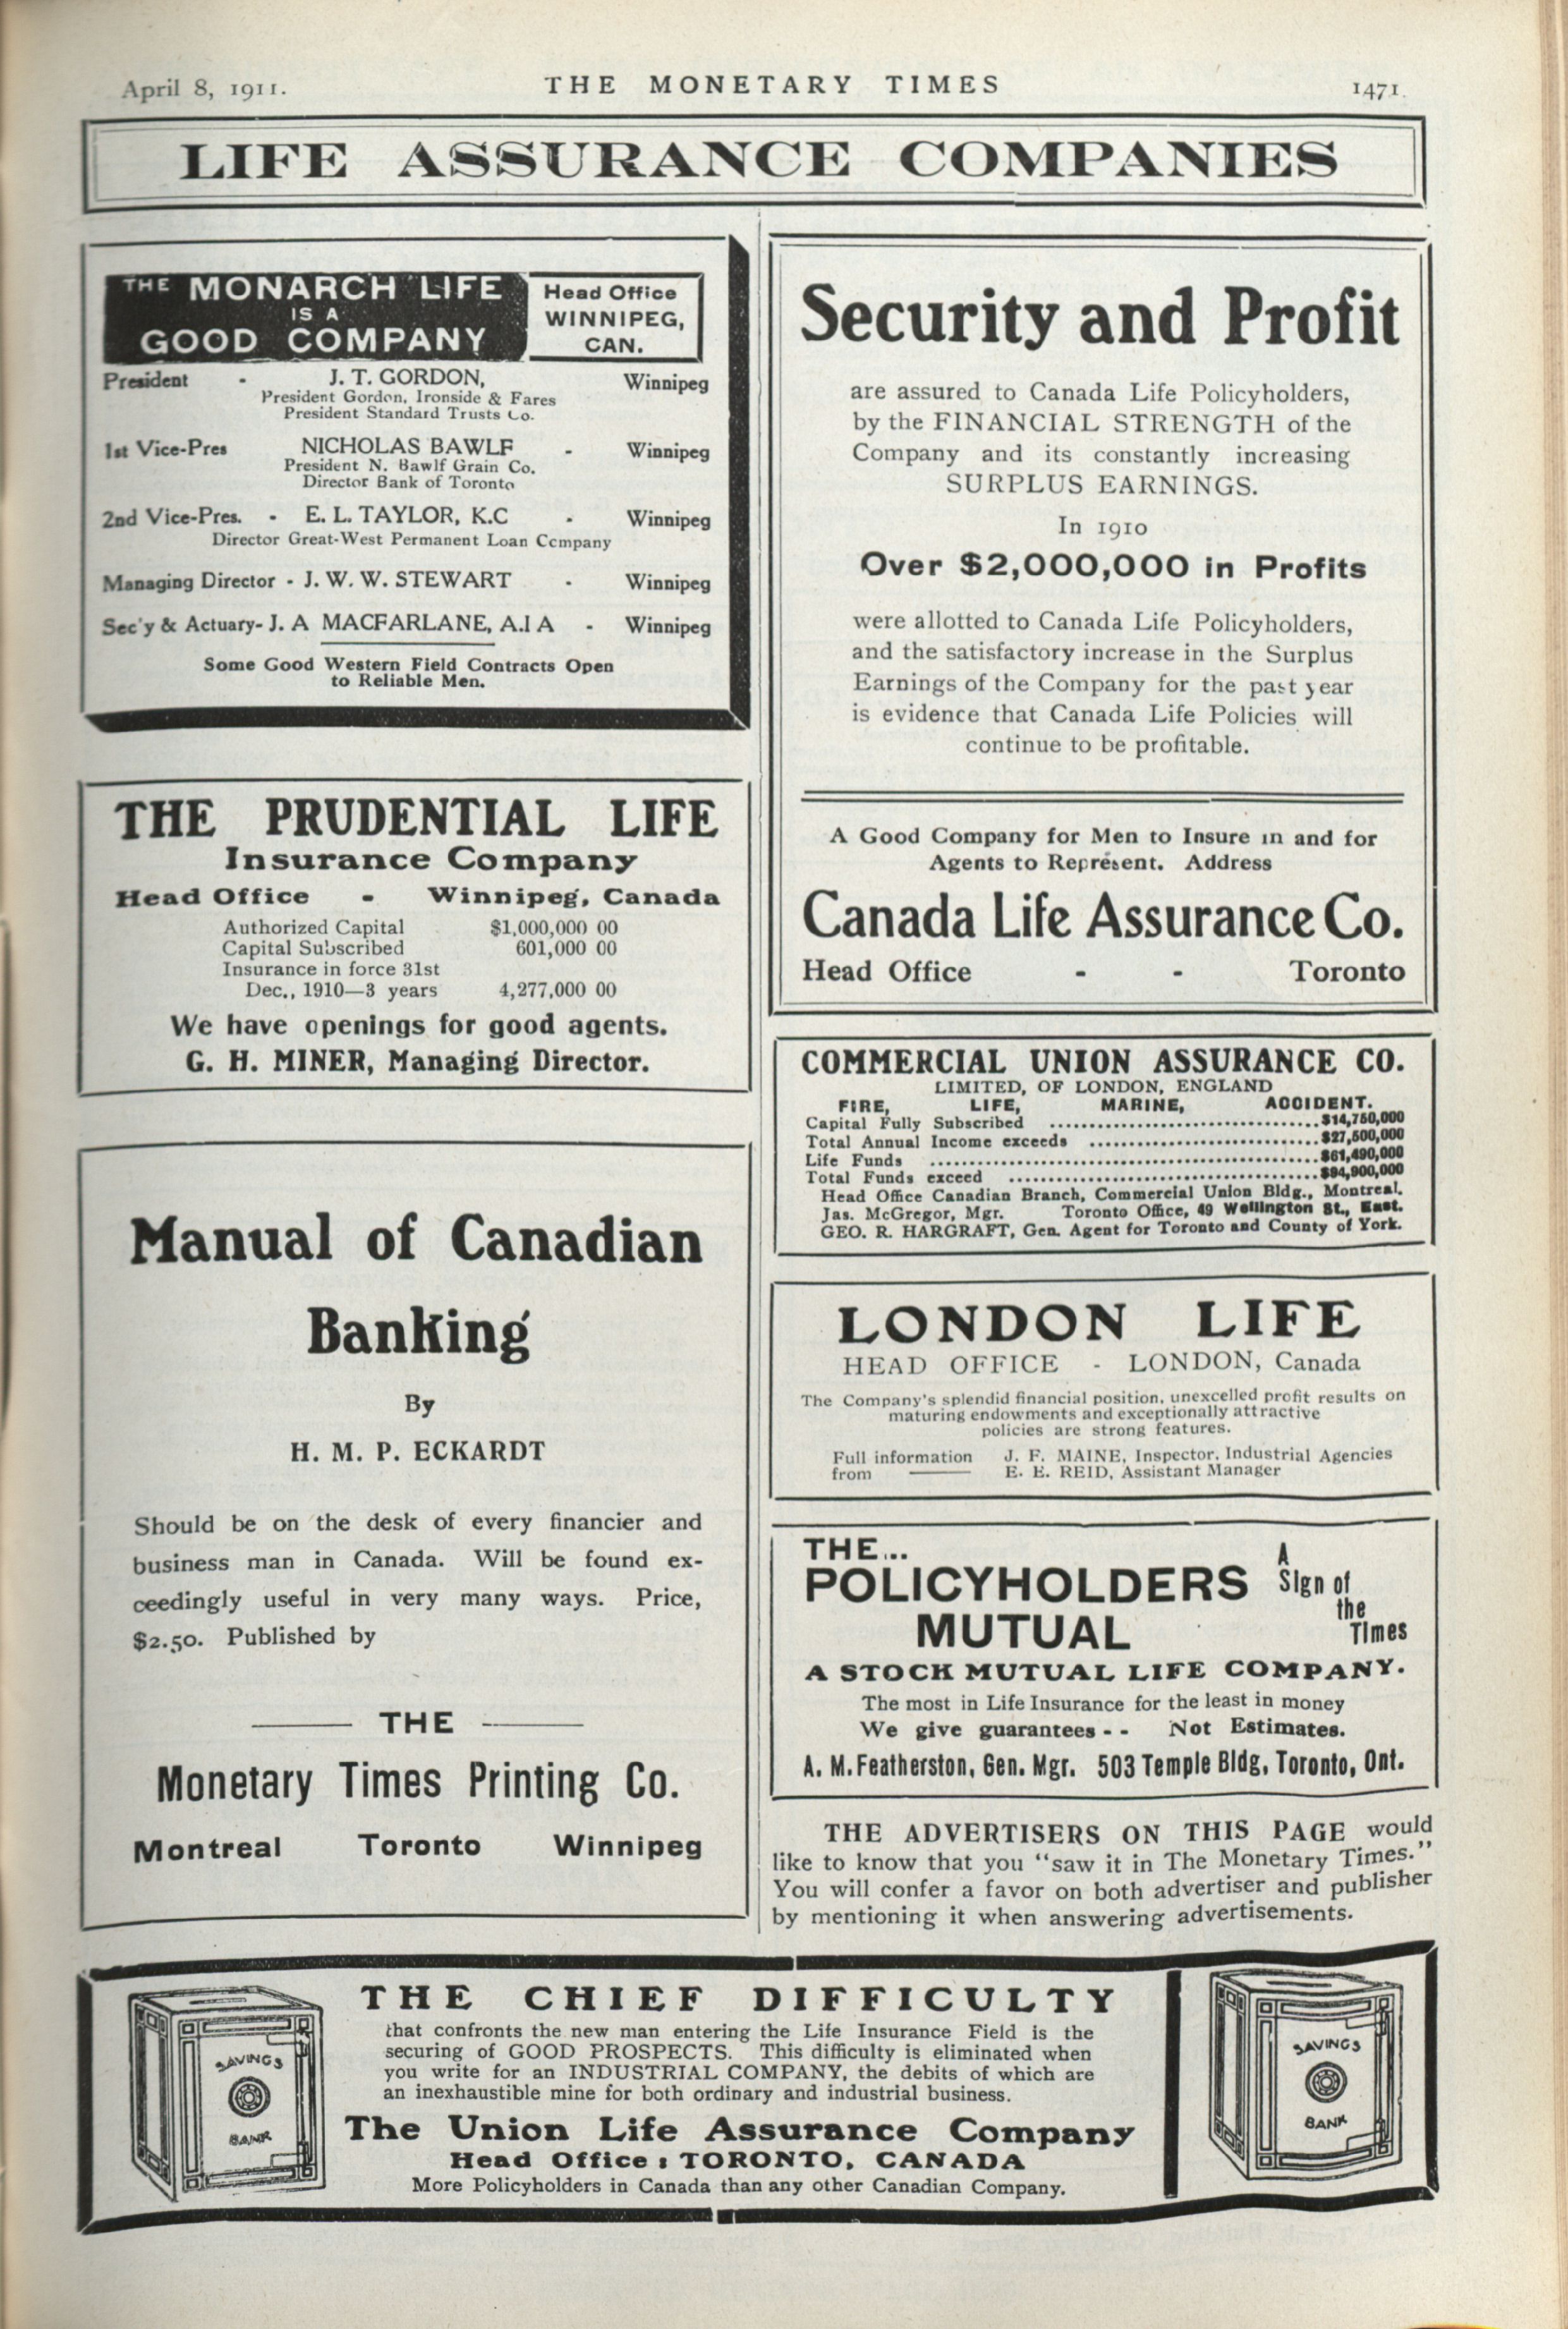 April 8, 1911.
THE MONETARY TIMES
1471.
LIFE ASSURANCE COMPANIES
THE MONARCH LIFE
IS A
GOOD COMPANY
Head Office
WINNIPEG,
CAN.
President - J. T. GORDON, Winnipeg
President Gordon, Ironside & Fares
President Standard Trusts Co.
1st Vice-Pres NICHOLAS BAWLF - Winnipeg
President N. Bawlf Grain Co.
Director Bank of Toronto
2nd Vice-Pres. - E. L. TAYLOR, K.C - Winnipeg
Director Great-West Permanent Loan Company
Managing Director - J. W. W. STEWART - Winnipeg
Sec'y & Actuary- J. A MACFARLANE, A.I A - Winnipeg
Some Good Western Field Contracts Open
to Reliable Men.
THE PRUDENTIAL LIFE
Insurance Company
Head Office - Winnipeg, Canada
Authorized Capital $1,000,000 00
Capital Subscribed 601,000 00
Insurance in force 31st
Dec., 1910—3 years 4,277,000 00
We have openings for good agents.
G. H. MINER, Managing Director.
Manual of Canadian
Banking
By
H. M. P. ECKARDT
Should be on the desk of every financier and
business man in Canada. Will be found ex-
ceedingly useful in very many ways. Price,
$2.50. Published by
THE
Monetary Times Printing Co.
Montreal Toronto Winnipeg
Security and Profit
are assured to Canada Life Policyholders,
by the FINANCIAL STRENGTH of the
Company and its constantly increasing
SURPLUS EARNINGS.
In 1910
Over $2,000,000 in Profits
were allotted to Canada Life Policyholders,
and the satisfactory increase in the Surplus
Earnings of the Company for the past year
is evidence that Canada Life Policies will
continue to be profitable.
A Good Company for Men to Insure in and for
Agents to Represent. Address
Canada Life Assurance Co.
Head Office - - Toronto
COMMERCIAL UNION ASSURANCE CO.
LIMITED, OF LONDON, ENGLAND
FIRE, LIFE, MARINE, ACCIDENT.
Capital Fully Subscribed ........ $14,750,000
Total Annual Income exceeds ........ $27,500,000
Life Funds ........ $61,490,000
Total Funds exceed ........ $94,900,000
Head Office Canadian Branch, Commercial Union Bldg., Montreal.
Jas. McGregor, Mgr. Toronto Office, 49 Wellington St., East.
GEO. R. HARGRAFT, Gen. Agent for Toronto and County of York.
LONDON LIFE
HEAD OFFICE - LONDON, Canada
The Company's splendid financial position, unexcelled profit results on
maturing endowments and exceptionally attractive
policies are strong features.
Full information J. F. MAINE, Inspector, Industrial Agencies
from E. E. REID, Assistant Manager
THE...
POLICYHOLDERS
MUTUAL
A
Sign of
the
Times
A STOCK MUTUAL LIFE COMPANY.
The most in Life Insurance for the least in money
We give guarantees - - Not Estimates.
A. M. Featherston, Gen. Mgr. 503 Temple Bldg, Toronto, Ont.
THE ADVERTISERS ON THIS PAGE would
like to know that you "saw it in The Monetary Times."
You will confer a favor on both advertiser and publisher
by mentioning it when answering advertisements.
SAVINGS
BANK
THE CHIEF DIFFICULTY
that confronts the new man entering the Life Insurance Field is the
securing of GOOD PROSPECTS. This difficulty is eliminated when
you write for an INDUSTRIAL COMPANY, the debits of which are
an inexhaustible mine for both ordinary and industrial business.
The Union Life Assurance Company
Head Office : TORONTO, CANADA
More Policyholders in Canada than any other Canadian Company.
SAVINGS
BANK